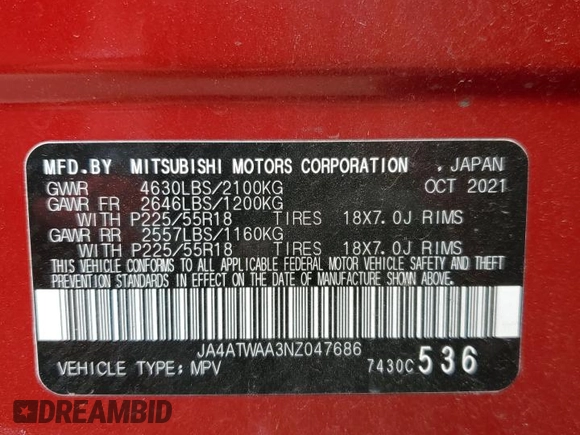 MFD.BY MITSUBISHI MOTORS CORPORATION . JAPAN
GVWR 4630LBS/2100KG OCT 2021
GAWR FR 2646LBS/1200KG
WITH P225/55R18 TIRES 18X7.0J RIMS
GAWR RR 2557LBS/1160KG
WITH P225/55R18 TIRES 18X7.0J RIMS
THIS VEHICLE CONFORMS TO ALL APPLICABLE FEDERAL MOTOR VEHICLE SAFETY AND THEFT
PREVENTION STANDARDS IN EFFECT ON THE DATE OF MANUFACTURE SHOWN ABOVE.
JA4ATWAA3NZ047686
VEHICLE TYPE: MPV 7430C 536
DREAMBID